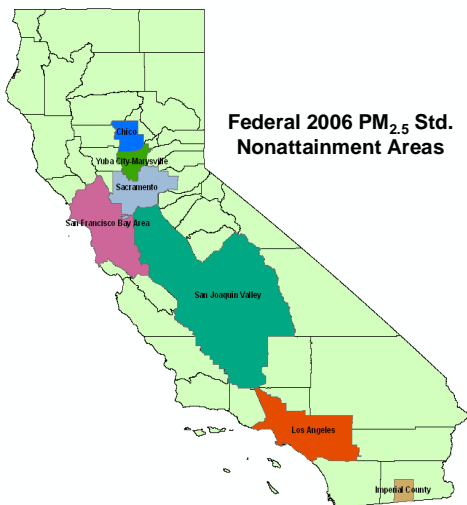 Federal 2006 PM2.5 Std.
Nonattainment Areas
Chico
Yuba City-Marysville
Sacramento
San Francisco Bay Area
San Joaquin Valley
Los Angeles
Imperial County